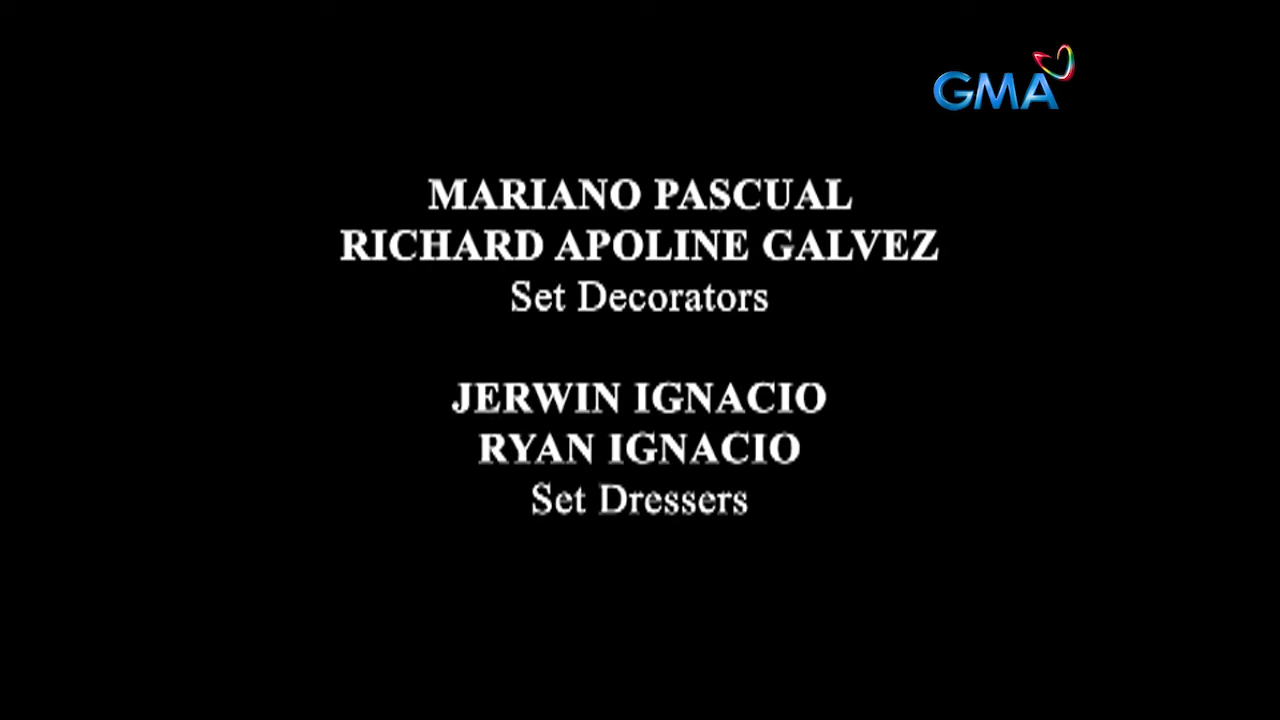 GMA
MARIANO PASCUAL
RICHARD APOLINE GALVEZ
Set Decorators
JERWIN IGNACIO
RYAN IGNACIO
Set Dressers